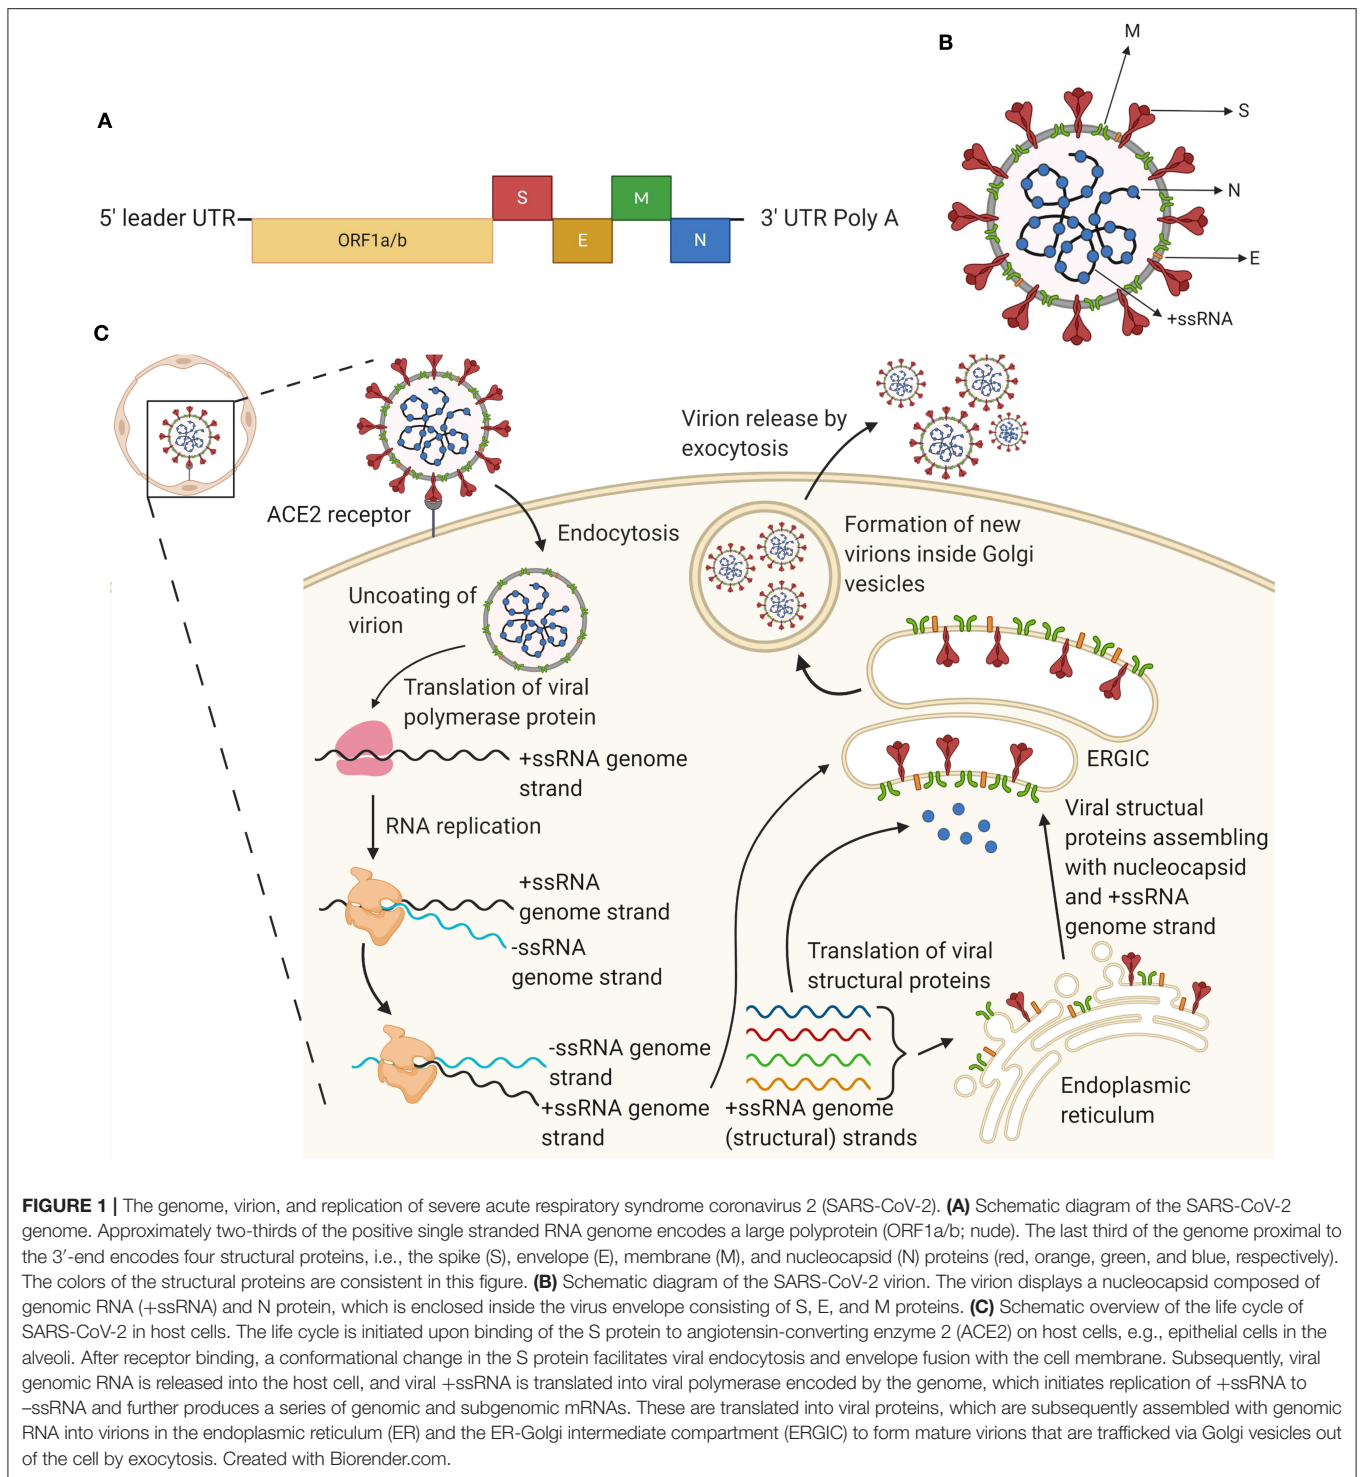 A
5' leader UTR
ORF1a/b
S
E
M
N
3' UTR Poly A
B
M
S
N
E
+ssRNA
C
ACE2 receptor
Endocytosis
Uncoating of
virion
Translation of viral
polymerase protein
+ssRNA genome
strand
RNA replication
+ssRNA
genome strand
-ssRNA
genome strand
-ssRNA genome
strand
+ssRNA genome
strand
Virion release by
exocytosis
Formation of new
virions inside Golgi
vesicles
ERGIC
Viral structual
proteins assembling
with nucleocapsid
and +ssRNA
genome strand
Translation of viral
structural proteins
+ssRNA genome
(structural) strands
Endoplasmic
reticulum
FIGURE 1 | The genome, virion, and replication of severe acute respiratory syndrome coronavirus 2 (SARS-CoV-2). (A) Schematic diagram of the SARS-CoV-2
genome. Approximately two-thirds of the positive single stranded RNA genome encodes a large polyprotein (ORF1a/b; nude). The last third of the genome proximal to
the 3′-end encodes four structural proteins, i.e., the spike (S), envelope (E), membrane (M), and nucleocapsid (N) proteins (red, orange, green, and blue, respectively).
The colors of the structural proteins are consistent in this figure. (B) Schematic diagram of the SARS-CoV-2 virion. The virion displays a nucleocapsid composed of
genomic RNA (+ssRNA) and N protein, which is enclosed inside the virus envelope consisting of S, E, and M proteins. (C) Schematic overview of the life cycle of
SARS-CoV-2 in host cells. The life cycle is initiated upon binding of the S protein to angiotensin-converting enzyme 2 (ACE2) on host cells, e.g., epithelial cells in the
alveoli. After receptor binding, a conformational change in the S protein facilitates viral endocytosis and envelope fusion with the cell membrane. Subsequently, viral
genomic RNA is released into the host cell, and viral +ssRNA is translated into viral polymerase encoded by the genome, which initiates replication of +ssRNA to
–ssRNA and further produces a series of genomic and subgenomic mRNAs. These are translated into viral proteins, which are subsequently assembled with genomic
RNA into virions in the endoplasmic reticulum (ER) and the ER-Golgi intermediate compartment (ERGIC) to form mature virions that are trafficked via Golgi vesicles out
of the cell by exocytosis. Created with Biorender.com.